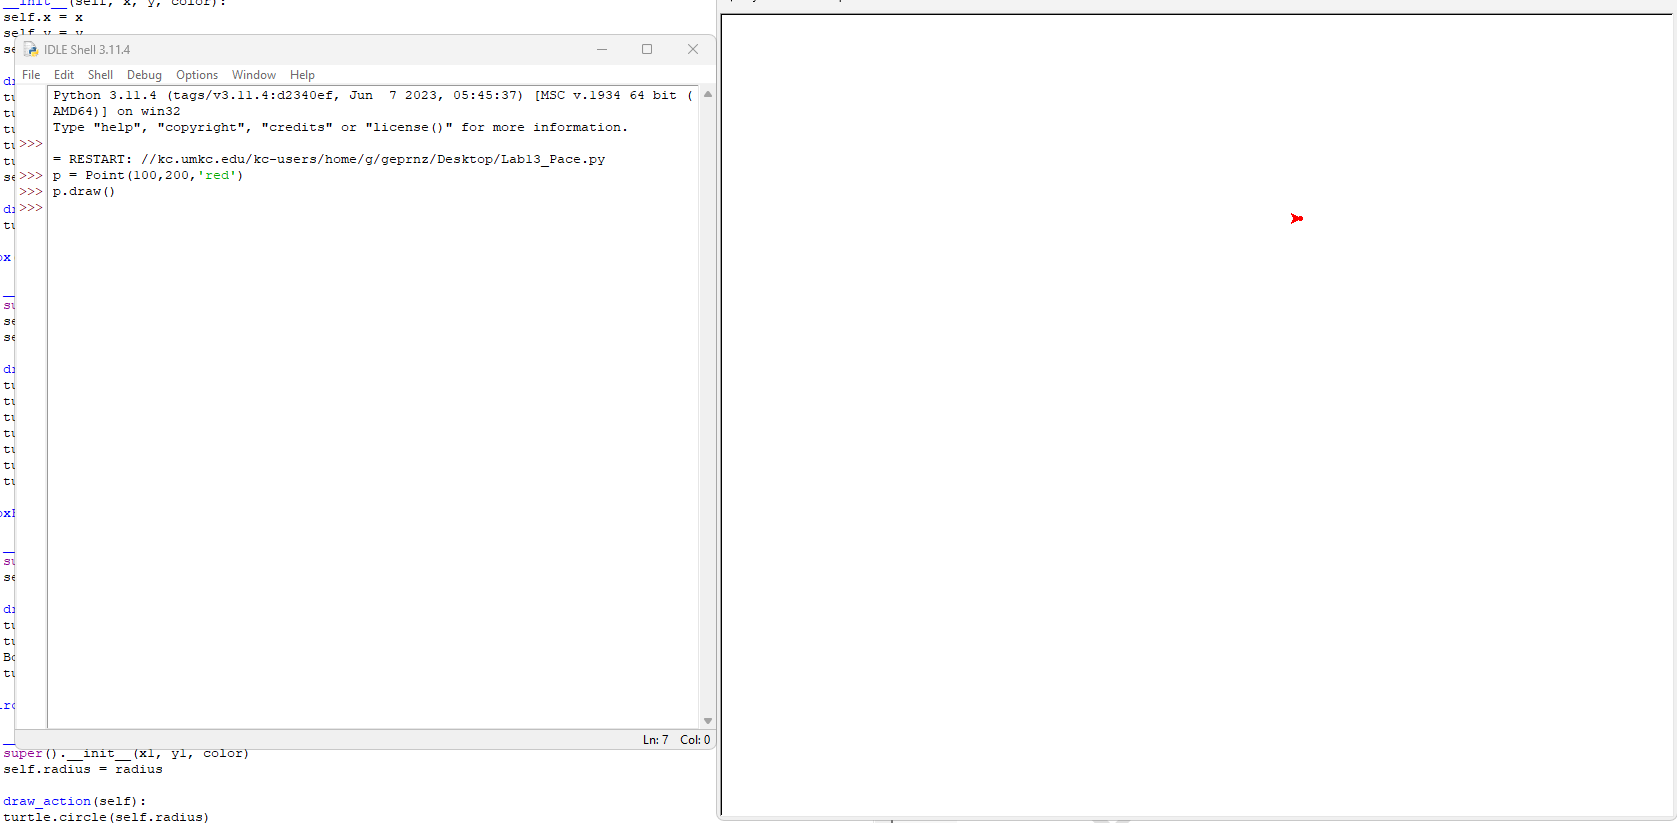 __init__(self, x, y, color):
self.x = x
self.y = y
IDLE Shell 3.11.4
File Edit Shell Debug Options Window Help
Python 3.11.4 (tags/v3.11.4:d2340ef, Jun  7 2023, 05:45:37) [MSC v.1934 64 bit (
AMD64)] on win32
Type "help", "copyright", "credits" or "license()" for more information.
>>>
= RESTART: //kc.umkc.edu/kc-users/home/g/geprnz/Desktop/Lab13_Pace.py
>>> p = Point(100,200,'red')
>>> p.draw()
>>>
Ln: 7 Col: 0
super().__init__(x1, y1, color)
self.radius = radius
draw_action(self):
turtle.circle(self.radius)